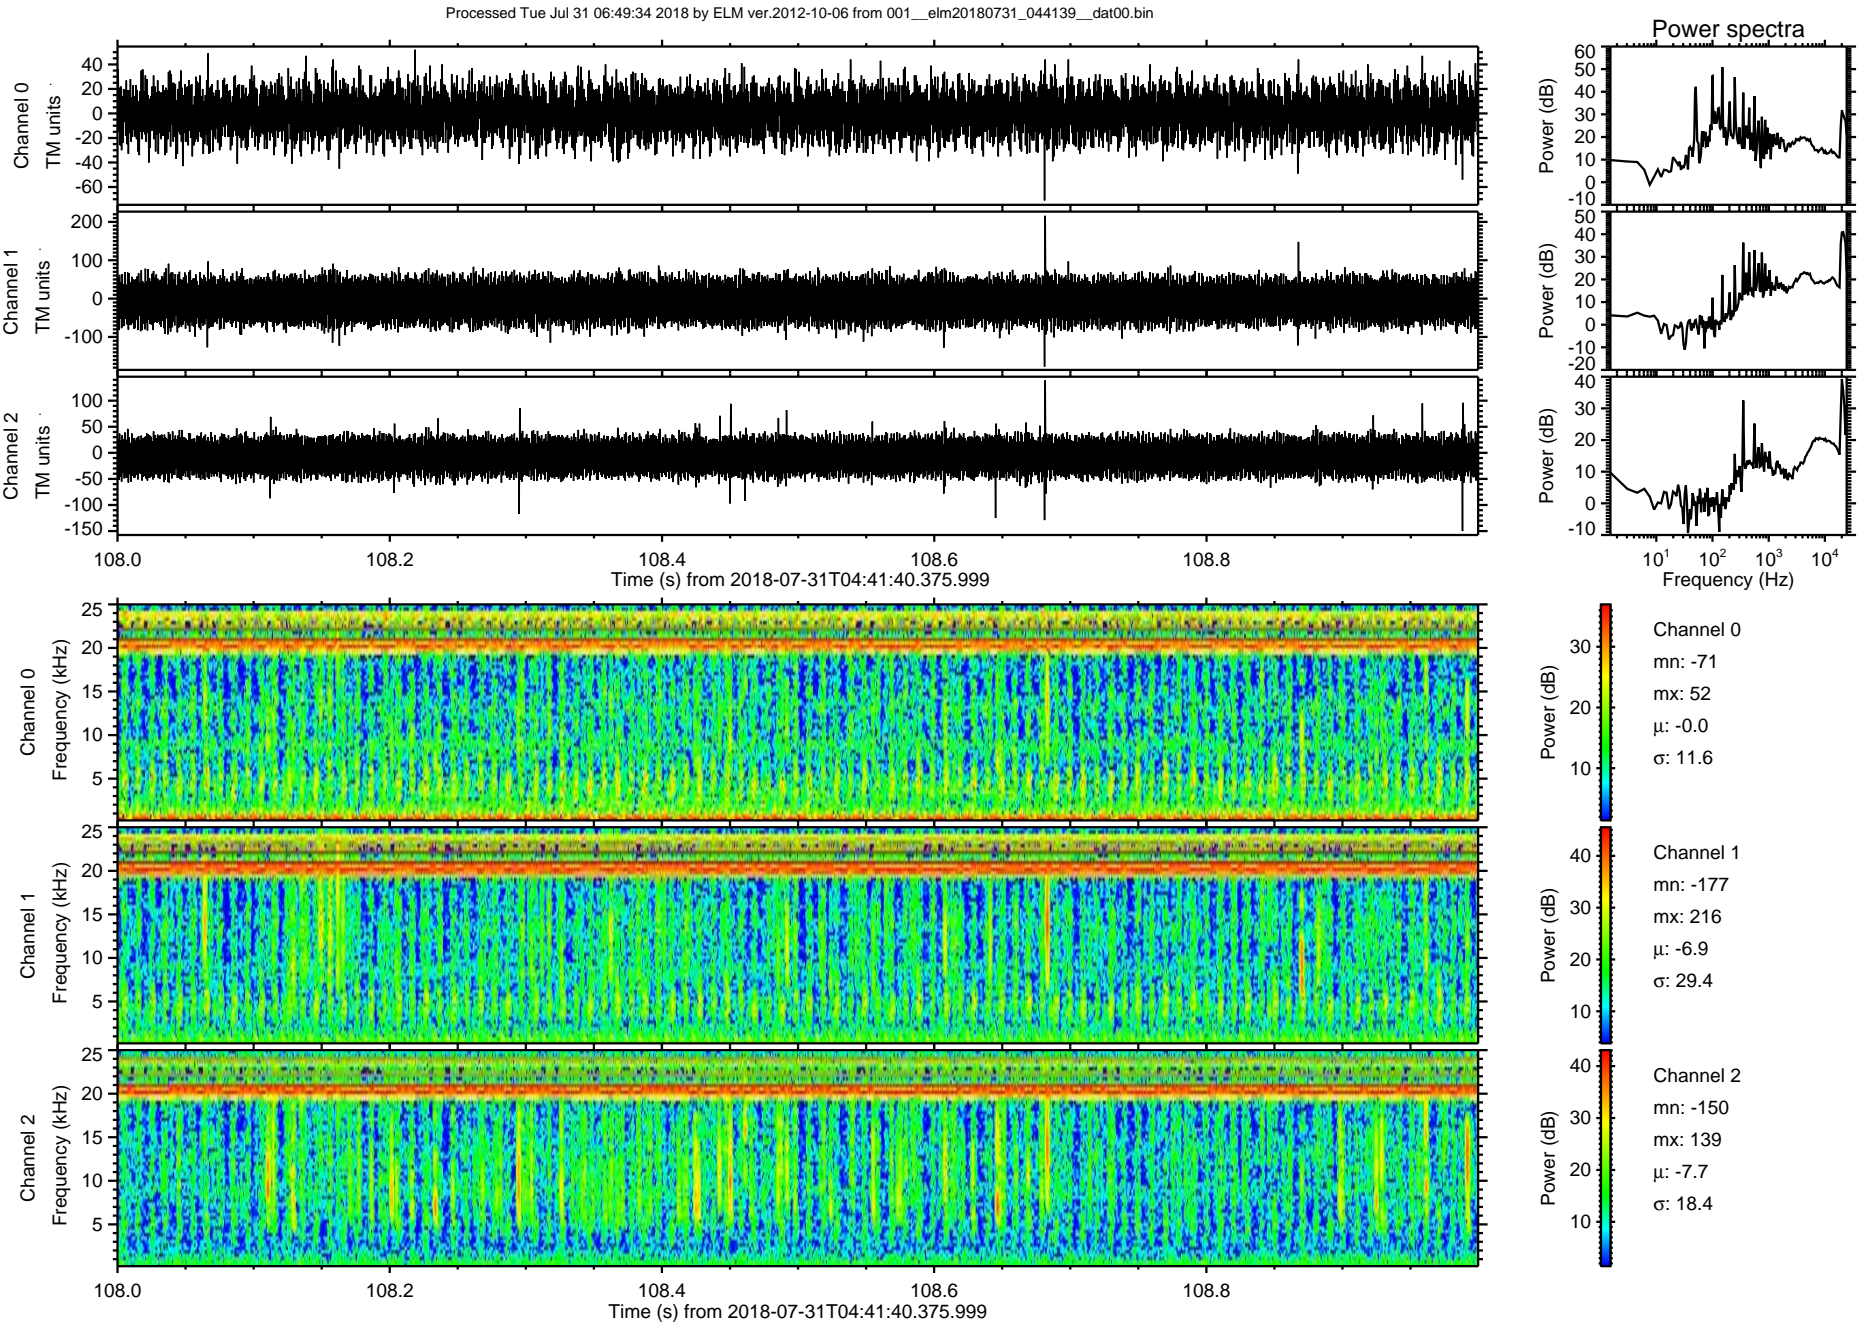 Processed Tue Jul 31 06:49:34 2018 by ELM ver.2012-10-06 from 001__elm20180731_044139__dat00.bin
Power spectra
Channel 0
TM units
40
20
0
-20
-40
-60
Power (dB)
60
50
40
30
20
10
0
-10
Channel 1
TM units
200
100
0
-100
Power (dB)
50
40
30
20
10
0
-10
-20
Channel 2
TM units
100
50
0
-50
-100
-150
Power (dB)
40
30
20
10
0
-10
108.0 108.2 108.4 108.6 108.8
Time (s) from 2018-07-31T04:41:40.375.999
10^1 10^2 10^3 10^4
Frequency (Hz)
Channel 0
Frequency (kHz)
25
20
15
10
5
Power (dB)
30
20
10
Channel 0
mn: -71
mx: 52
μ: -0.0
σ: 11.6
Channel 1
Frequency (kHz)
25
20
15
10
5
Power (dB)
40
30
20
10
Channel 1
mn: -177
mx: 216
μ: -6.9
σ: 29.4
Channel 2
Frequency (kHz)
25
20
15
10
5
Power (dB)
40
30
20
10
Channel 2
mn: -150
mx: 139
μ: -7.7
σ: 18.4
108.0 108.2 108.4 108.6 108.8
Time (s) from 2018-07-31T04:41:40.375.999